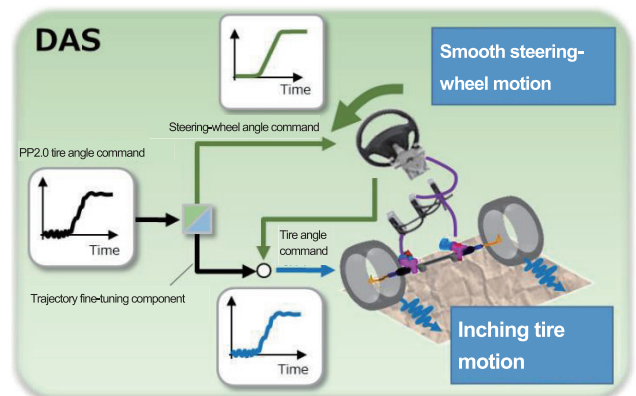 DAS
Time
Smooth steering-
wheel motion
Steering-wheel angle command
PP2.0 tire angle command
Time
Tire angle
command
Trajectory fine-tuning component
Time
Inching tire
motion